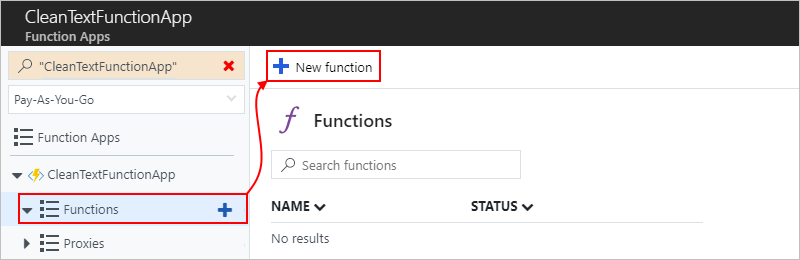 CleanTextFunctionApp
Function Apps
"CleanTextFunctionApp"
Pay-As-You-Go
Function Apps
CleanTextFunctionApp
Functions
Proxies
New function
Functions
Search functions
NAME STATUS
No results